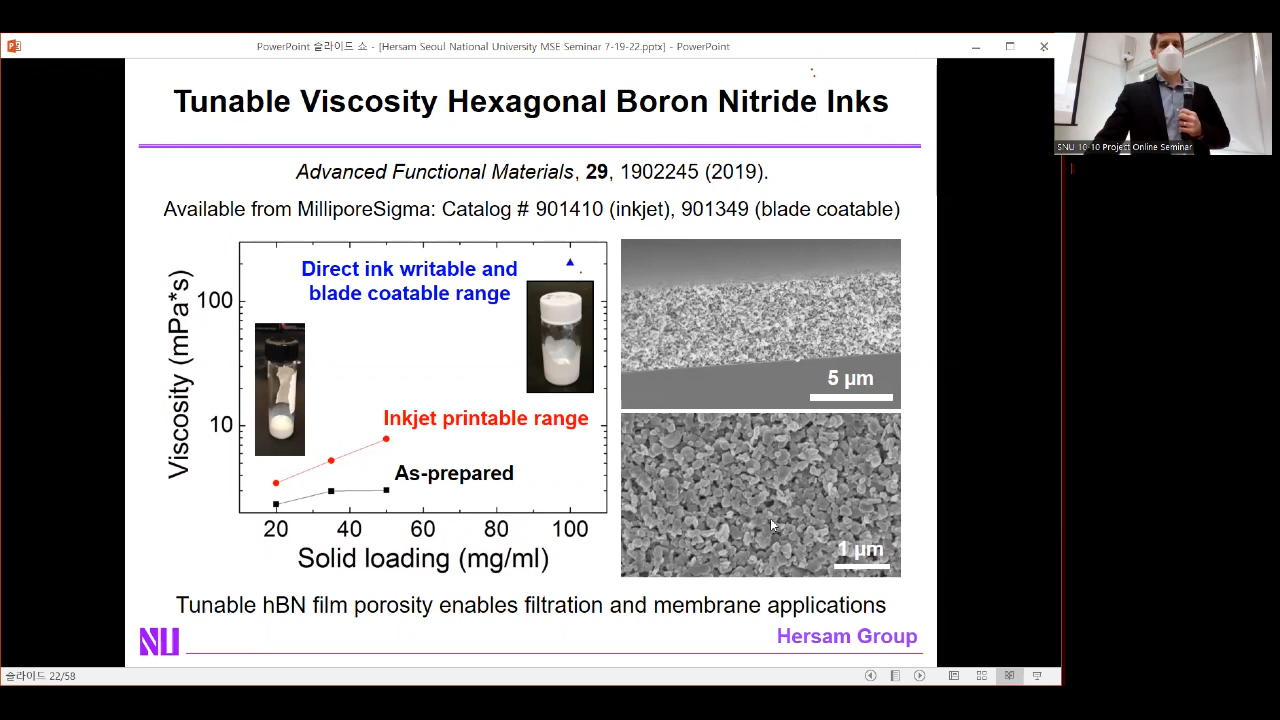 PowerPoint 슬라이드 쇼 - [Hersam Seoul National University MSE Seminar 7-19-22.pptx] - PowerPoint
Tunable Viscosity Hexagonal Boron Nitride Inks
Advanced Functional Materials, 29, 1902245 (2019).
Available from MilliporeSigma: Catalog # 901410 (inkjet), 901349 (blade coatable)
Viscosity (mPa*s)
100
10
Direct ink writable and
blade coatable range
Inkjet printable range
As-prepared
20 40 60 80 100
Solid loading (mg/ml)
5 µm
1 µm
Tunable hBN film porosity enables filtration and membrane applications
NU
Hersam Group
슬라이드 22/58
SNU 10-10 Project Online Seminar